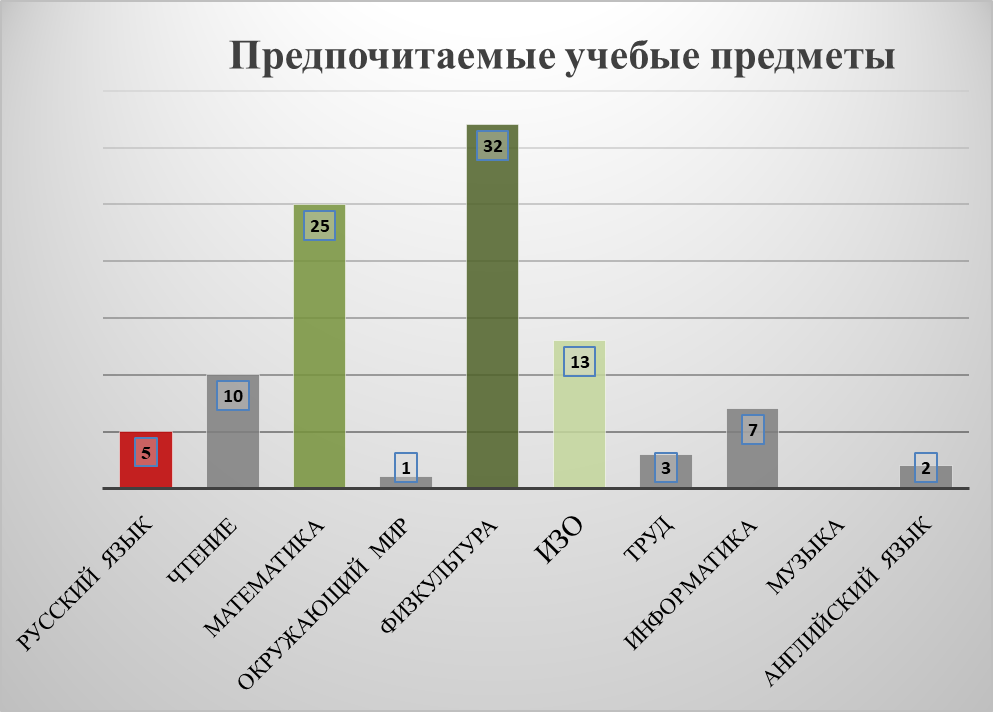 Предпочитаемые учебые предметы
32
25
13
10
7
5
3
2
1
РУССКИЙ ЯЗЫК
ЧТЕНИЕ
МАТЕМАТИКА
ОКРУЖАЮЩИЙ МИР
ФИЗКУЛЬТУРА
ИЗО
ТРУД
ИНФОРМАТИКА
МУЗЫКА
АНГЛИЙСКИЙ ЯЗЫК